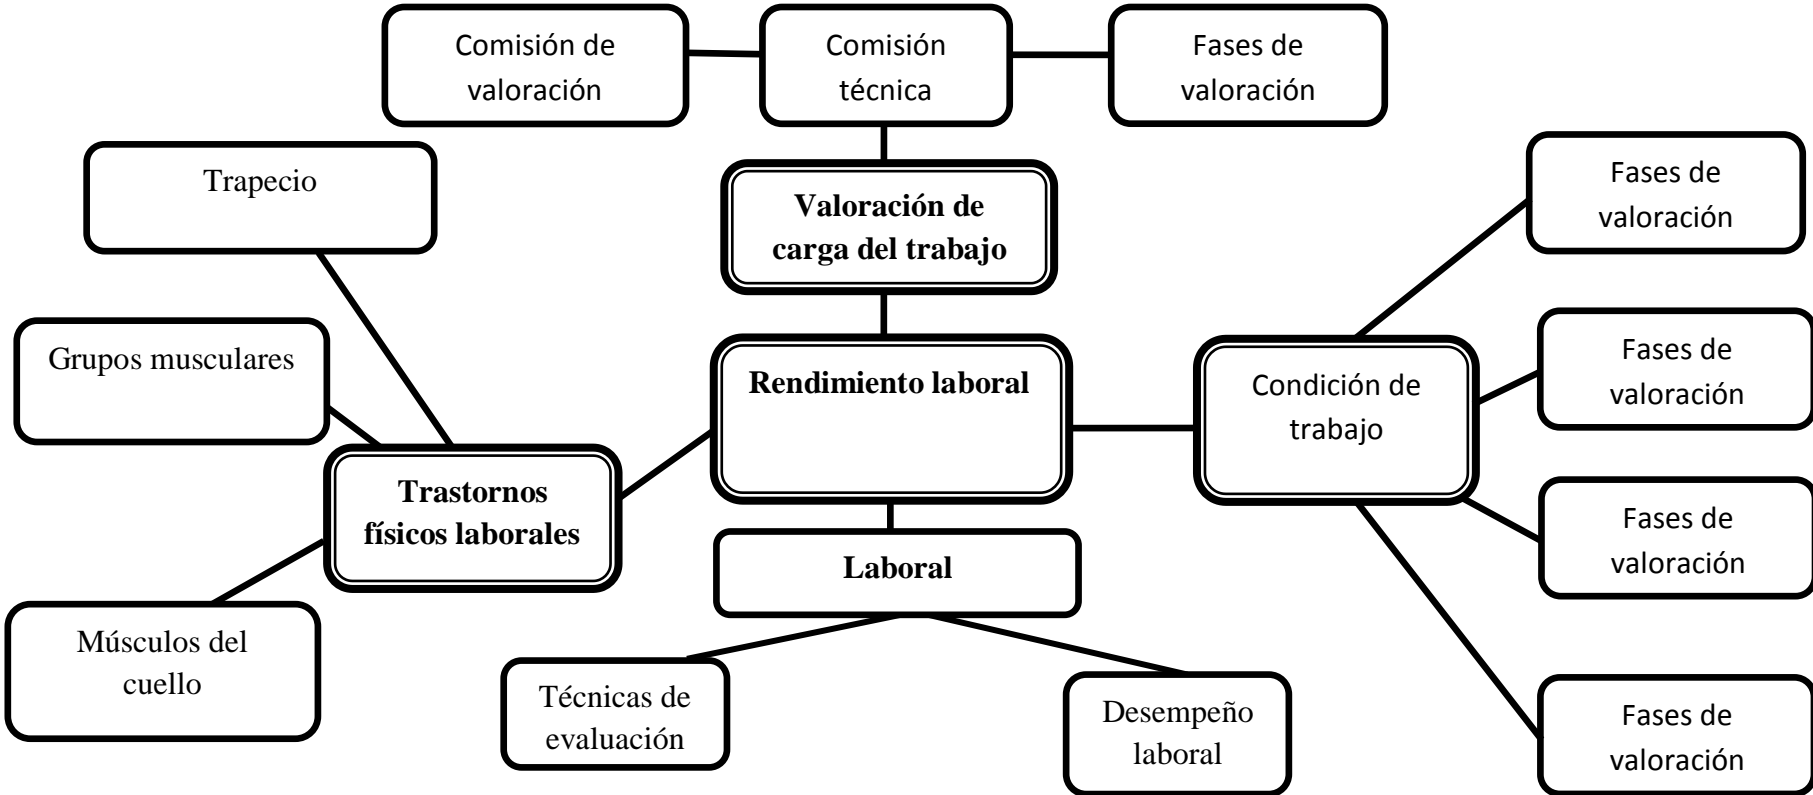 Comisión de
valoración
Comisión
técnica
Fases de
valoración
Trapecio
Valoración de
carga del trabajo
Fases de
valoración
Grupos musculares
Rendimiento laboral
Condición de
trabajo
Fases de
valoración
Trastornos
físicos laborales
Laboral
Fases de
valoración
Músculos del
cuello
Técnicas de
evaluación
Desempeño
laboral
Fases de
valoración